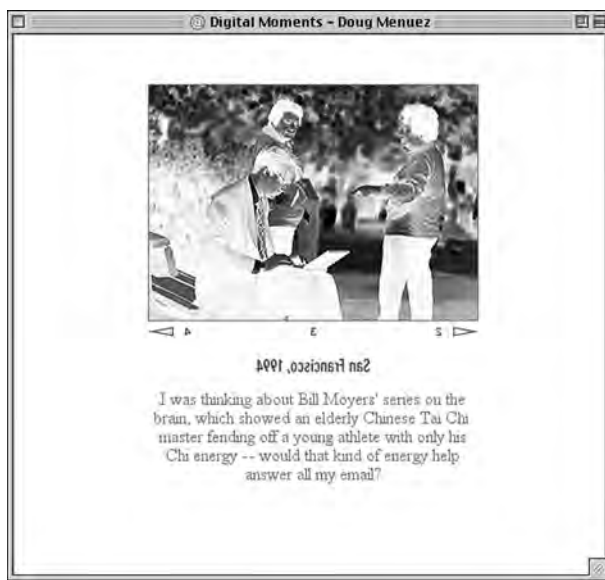 Digital Moments – Doug Menuez
4 3 2
San Francisco, 1994
I was thinking about Bill Moyers' series on the
brain, which showed an elderly Chinese Tai Chi
master fending off a young athlete with only his
Chi energy -- would that kind of energy help
answer all my email?